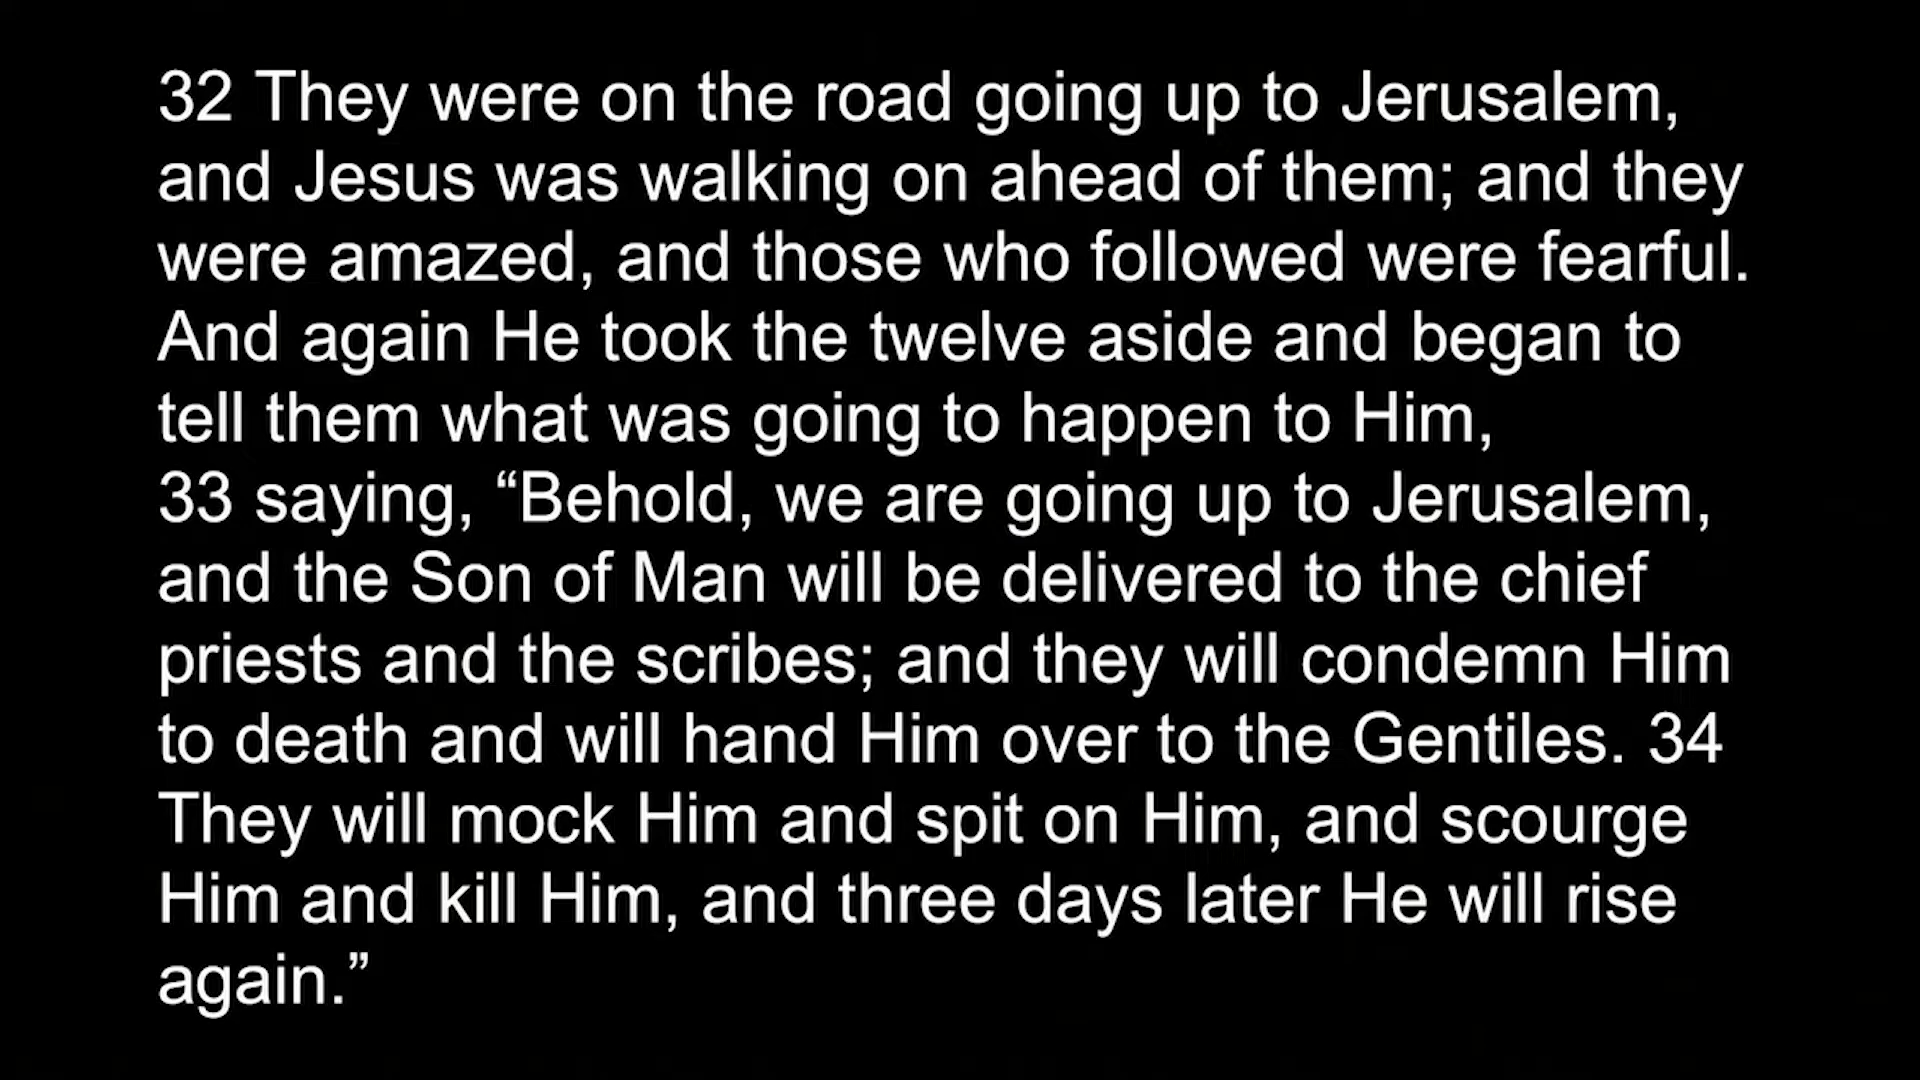 32 They were on the road going up to Jerusalem,
and Jesus was walking on ahead of them; and they
were amazed, and those who followed were fearful.
And again He took the twelve aside and began to
tell them what was going to happen to Him,
33 saying, “Behold, we are going up to Jerusalem,
and the Son of Man will be delivered to the chief
priests and the scribes; and they will condemn Him
to death and will hand Him over to the Gentiles. 34
They will mock Him and spit on Him, and scourge
Him and kill Him, and three days later He will rise
again.”